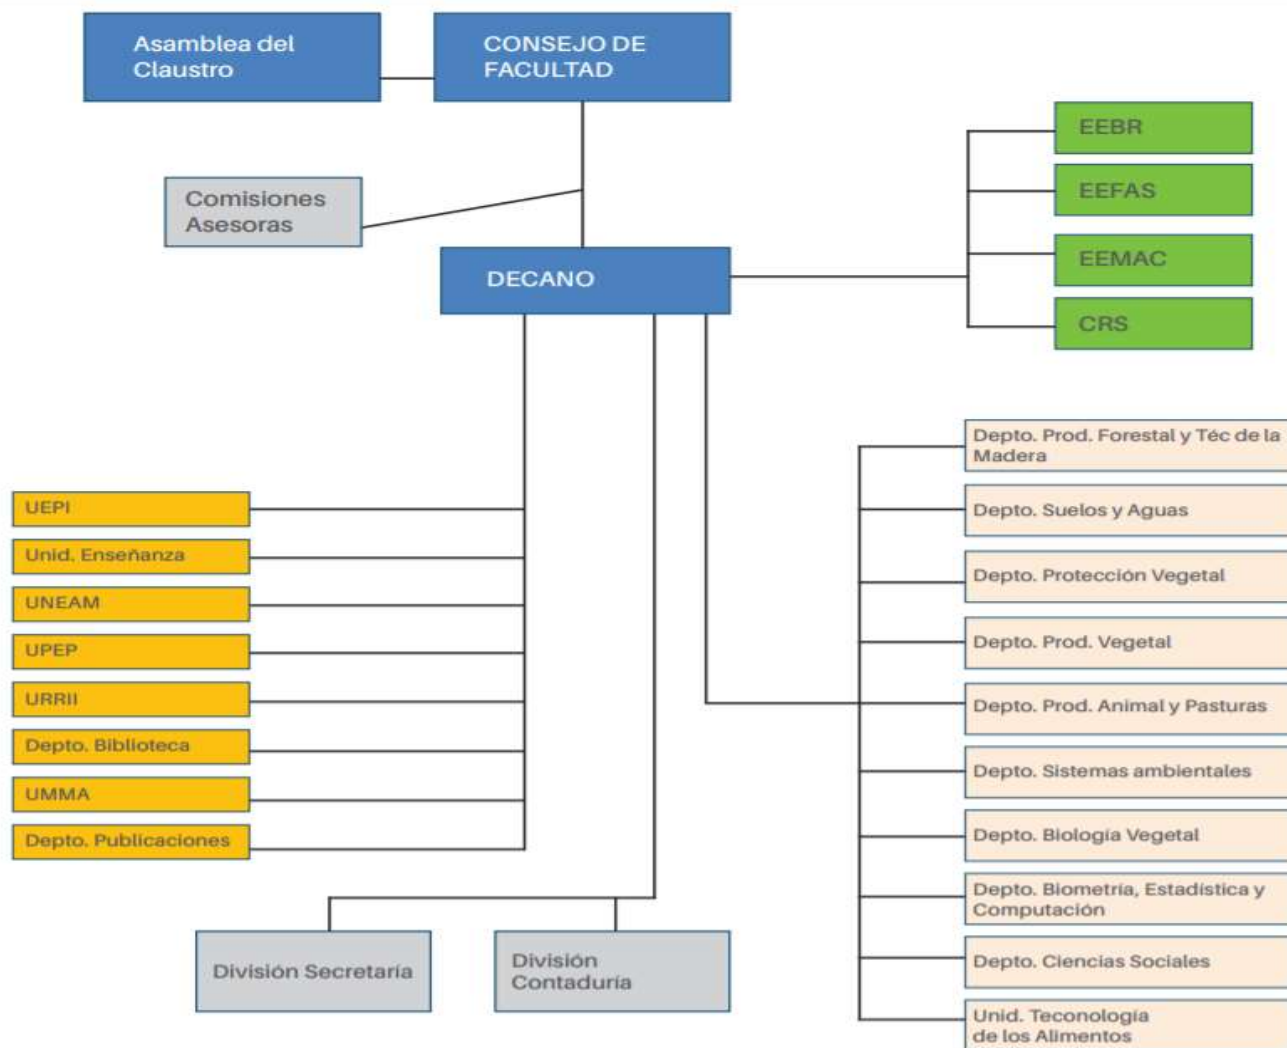 Asamblea del
Claustro
CONSEJO DE
FACULTAD
Comisiones
Asesoras
DECANO
EEBR
EEFAS
EEMAC
CRS
UEPI
Unid. Enseñanza
UNEAM
UPEP
URRII
Depto. Biblioteca
UMMA
Depto. Publicaciones
División Secretaría
División
Contaduría
Depto. Prod. Forestal y Téc de la
Madera
Depto. Suelos y Aguas
Depto. Protección Vegetal
Depto. Prod. Vegetal
Depto. Prod. Animal y Pasturas
Depto. Sistemas ambientales
Depto. Biología Vegetal
Depto. Biometría, Estadística y
Computación
Depto. Ciencias Sociales
Unid. Teconología
de los Alimentos